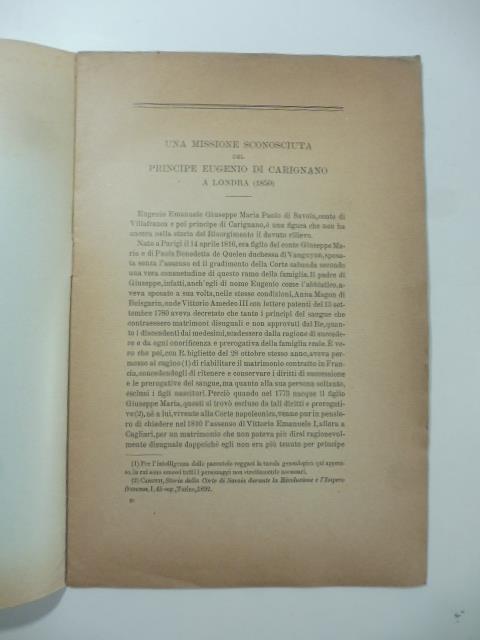 UNA MISSIONE SCONOSCIUTA
DEL
PRINCIPE EUGENIO DI CARIGNANO
A LONDRA (1850)
Eugenio Emanuele Giuseppe Maria Paolo di Savoia, conte di
Villafranca e poi principe di Carignano, è una figura che non ha
ancora nella storia del Risorgimento il dovuto rilievo.
Nato a Parigi il 14 aprile 1816, era figlio del conte Giuseppe Ma-
rio e di Paola Benedetta de Quelen duchessa di Vauguyon, sposa-
ta senza l'assenso ed il gradimento della Corte sabauda secondo
una vera consuetudine di questo ramo della famiglia. Il padre di
Giuseppe, infatti, anch'egli di nome Eugenio come l'abbiatico, a-
veva sposato a sua volta, nelle stesse condizioni, Anna Magon di
Boisgarin, onde Vittorio Amedeo III con lettere patenti del 13 set-
tembre 1780 aveva decretato che tanto i principi del sangue che
contraessero matrimoni disuguali e non approvati dal Re, quan-
to i discendenti dai medesimi, scadessero dalla ragione di succede-
re e da ogni onorificenza e prerogativa della famiglia reale. È ve-
ro che poi, con R. biglietto del 28 ottobre stesso anno, aveva per-
messo al cugino (1) di riabilitare il matrimonio contratto in Fran-
cia, concedendogli di ritenere e conservare i diritti di successione
e le prerogative del sangue, ma quanto alla sua persona soltanto,
esclusi i figli nascituri. Perciò quando nel 1773 nacque il figlio
Giuseppe Maria, questi si trovò escluso da tali diritti e prerogati-
ve (2), nè a lui, vivente alla Corte napoleonica, venne pur in pensie-
ro di chiedere nel 1810 l'assenso di Vittorio Emanuele I, allora a
Cagliari, per un matrimonio che non poteva più dirsi ragionevol-
mente disuguale dappoichè egli non era più tenuto per principe
(1) Per l'intelligenza delle parentele veggasi la tavola genealogica qui appres-
so, in cui sono omessi tutti i personaggi non strettamente necessari.
(2) Storia della Corte di Savoia durante la Rivoluzione e l'Impero
francese, I, 45 seg., Torino, 1892.